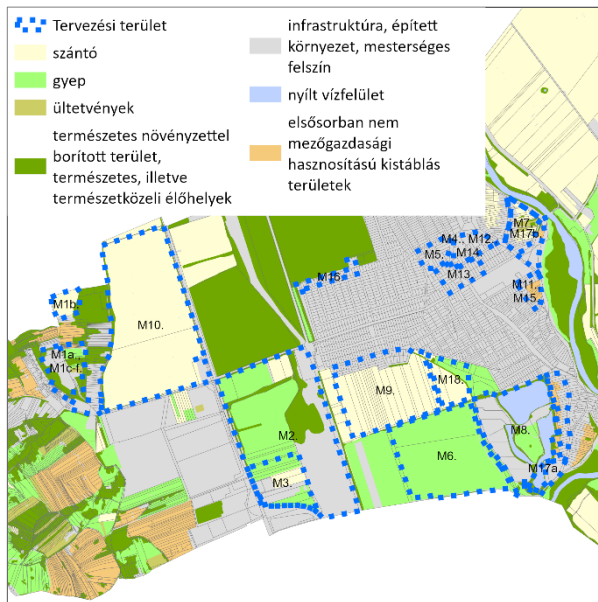 Tervezési terület
szántó
gyep
ültetvények
természetes növényzettel
borított terület,
természetes, illetve
természetközeli élőhelyek
infrastruktúra, épített
környezet, mesterséges
felszín
nyílt vízfelület
elsősorban nem
mezőgazdasági
hasznosítású kistáblás
területek
M7.
M17b.
M4.
M12.
M5.
M14.
M13.
M16.
M11.
M15.
M1b.
M10.
M1a.,
M1c-f.
M9.
M18.
M2.
M8.
M6.
M3.
M17a.